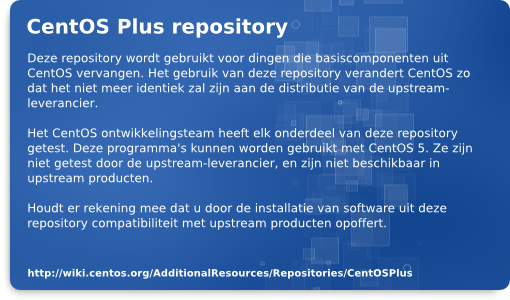 CentOS Plus repository
Deze repository wordt gebruikt voor dingen die basiscomponenten uit
CentOS vervangen. Het gebruik van deze repository verandert CentOS zo
dat het niet meer identiek zal zijn aan de distributie van de upstream-
leverancier.
Het CentOS ontwikkelingsteam heeft elk onderdeel van deze repository
getest. Deze programma's kunnen worden gebruikt met CentOS 5. Ze zijn
niet getest door de upstream-leverancier, en zijn niet beschikbaar in
upstream producten.
Houdt er rekening mee dat u door de installatie van software uit deze
repository compatibiliteit met upstream producten opoffert.
http://wiki.centos.org/AdditionalResources/Repositories/CentOSPlus